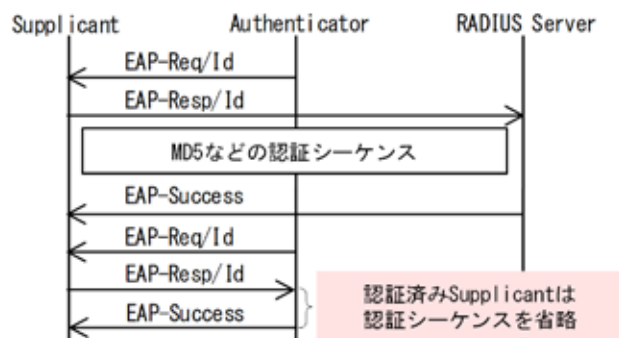 Supplicant Authenticator RADIUS Server
EAP-Req/Id
EAP-Resp/Id
MD5などの認証シーケンス
EAP-Success
EAP-Req/Id
EAP-Resp/Id
EAP-Success
認証済みSupplicantは
認証シーケンスを省略